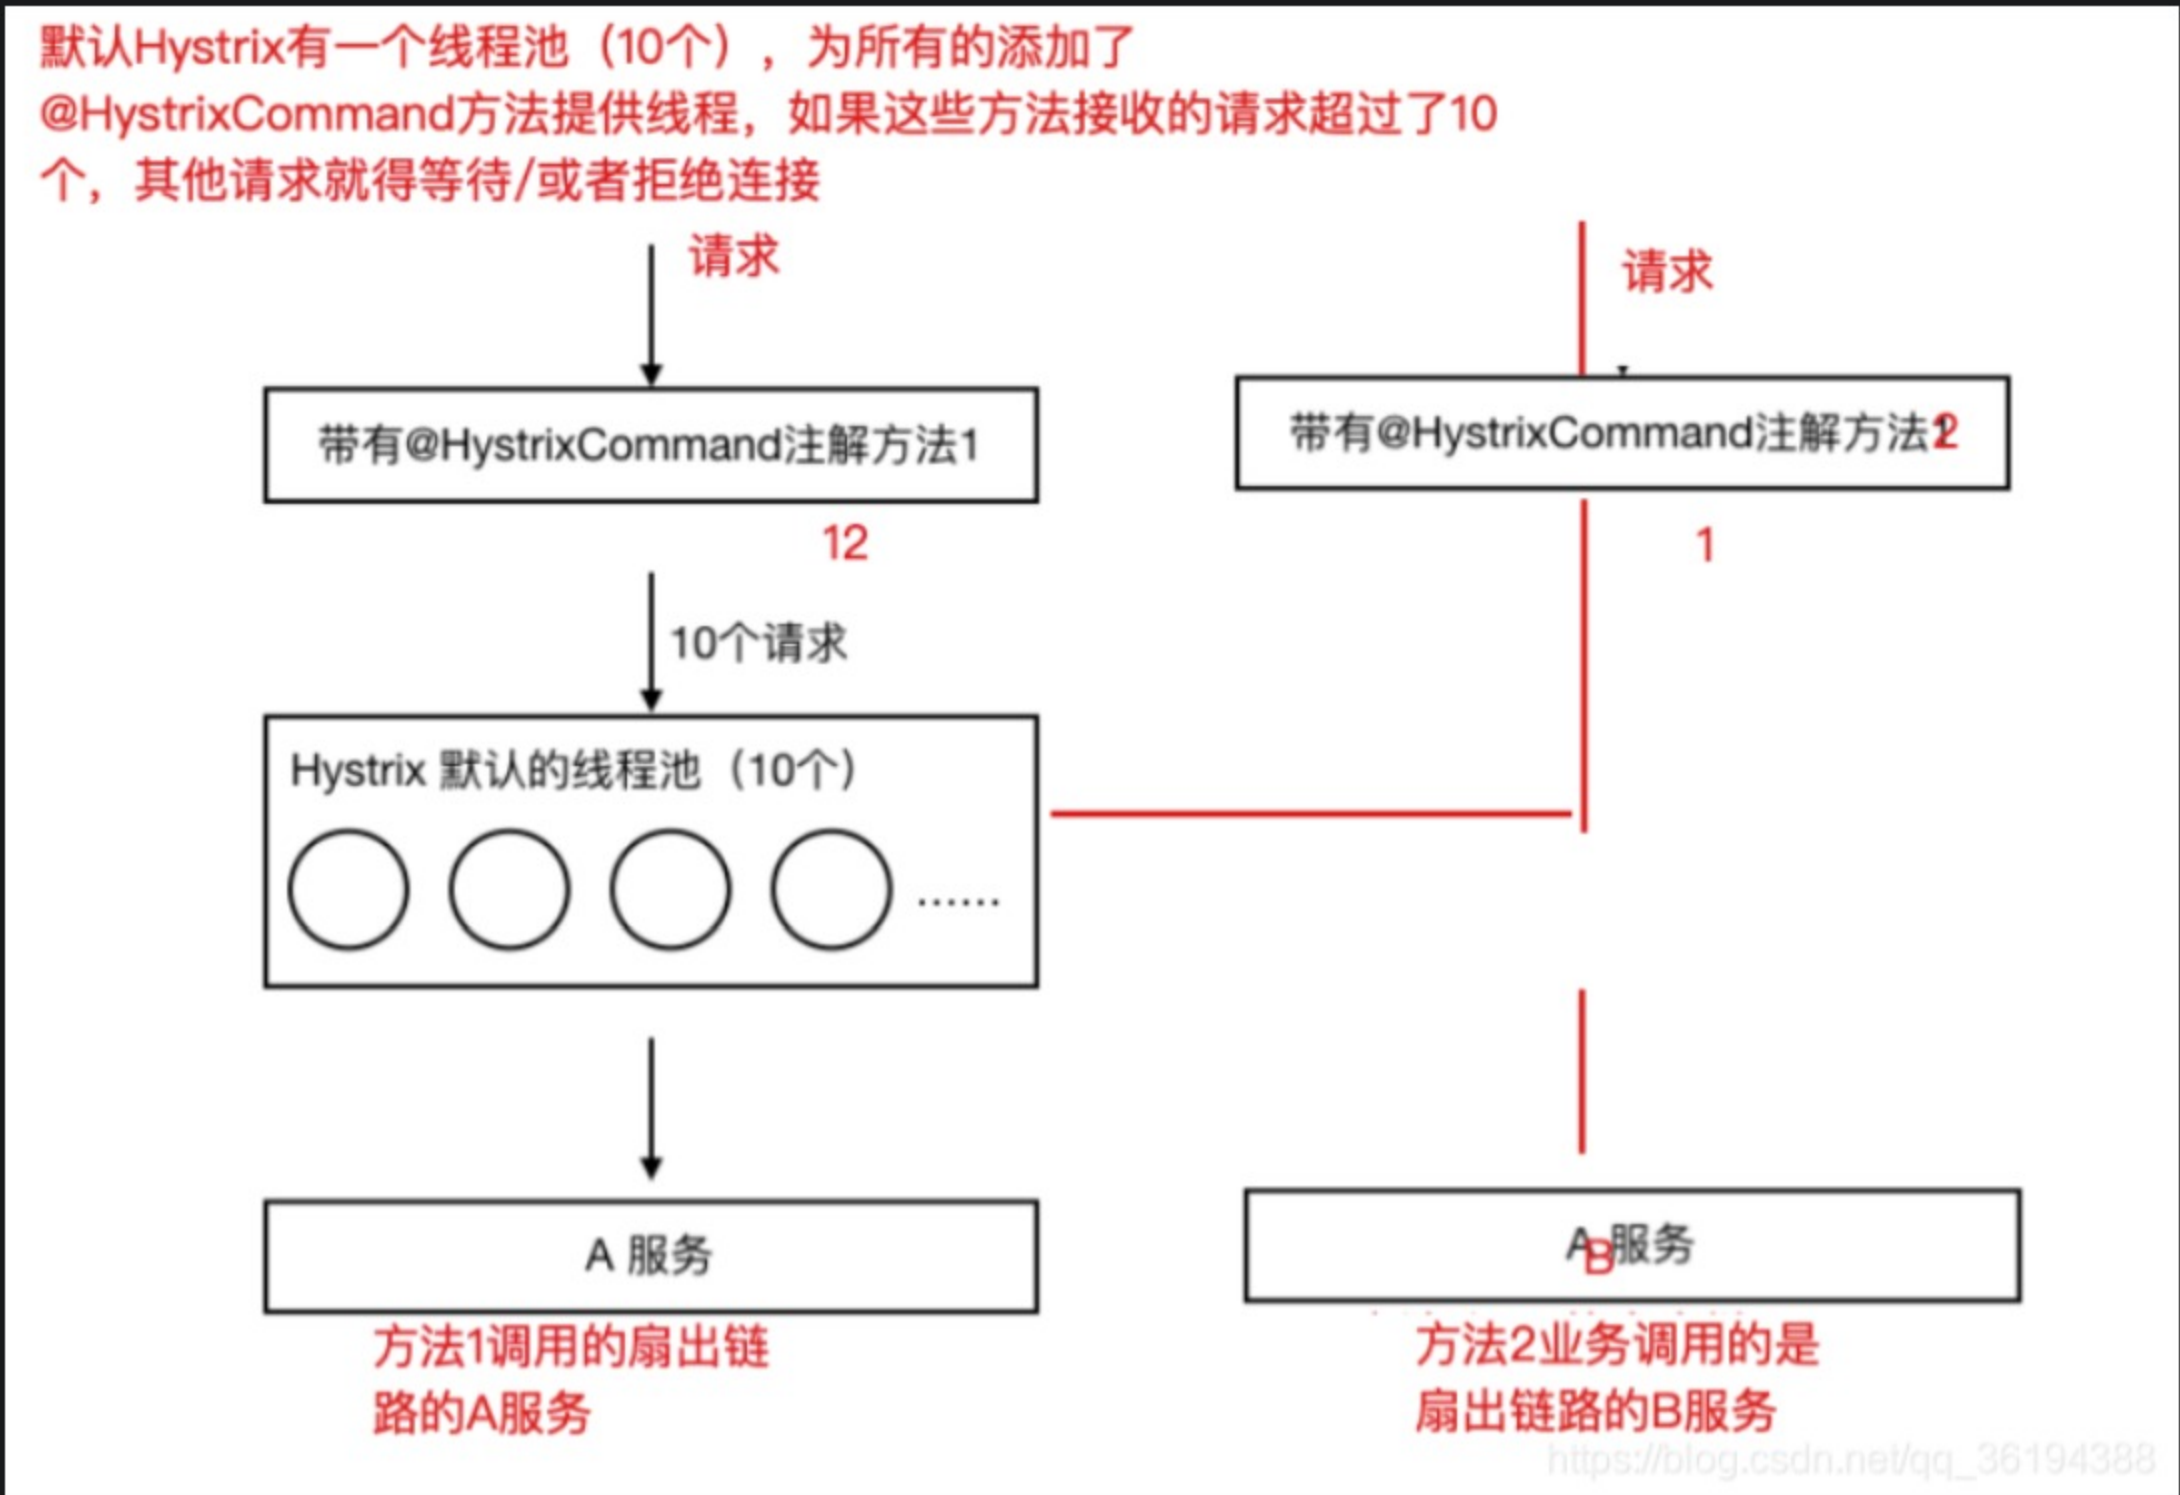 默认Hystrix有一个线程池（10个），为所有的添加了
@HystrixCommand方法提供线程，如果这些方法接收的请求超过了10
个，其他请求就得等待/或者拒绝连接
请求
请求
带有@HystrixCommand注解方法1
带有@HystrixCommand注解方法2
12
1
10个请求
Hystrix 默认的线程池（10个）
......
A 服务
B 服务
方法1调用的扇出链
路的A服务
方法2业务调用的是
扇出链路的B服务
https://blog.csdn.net/qq_36194388